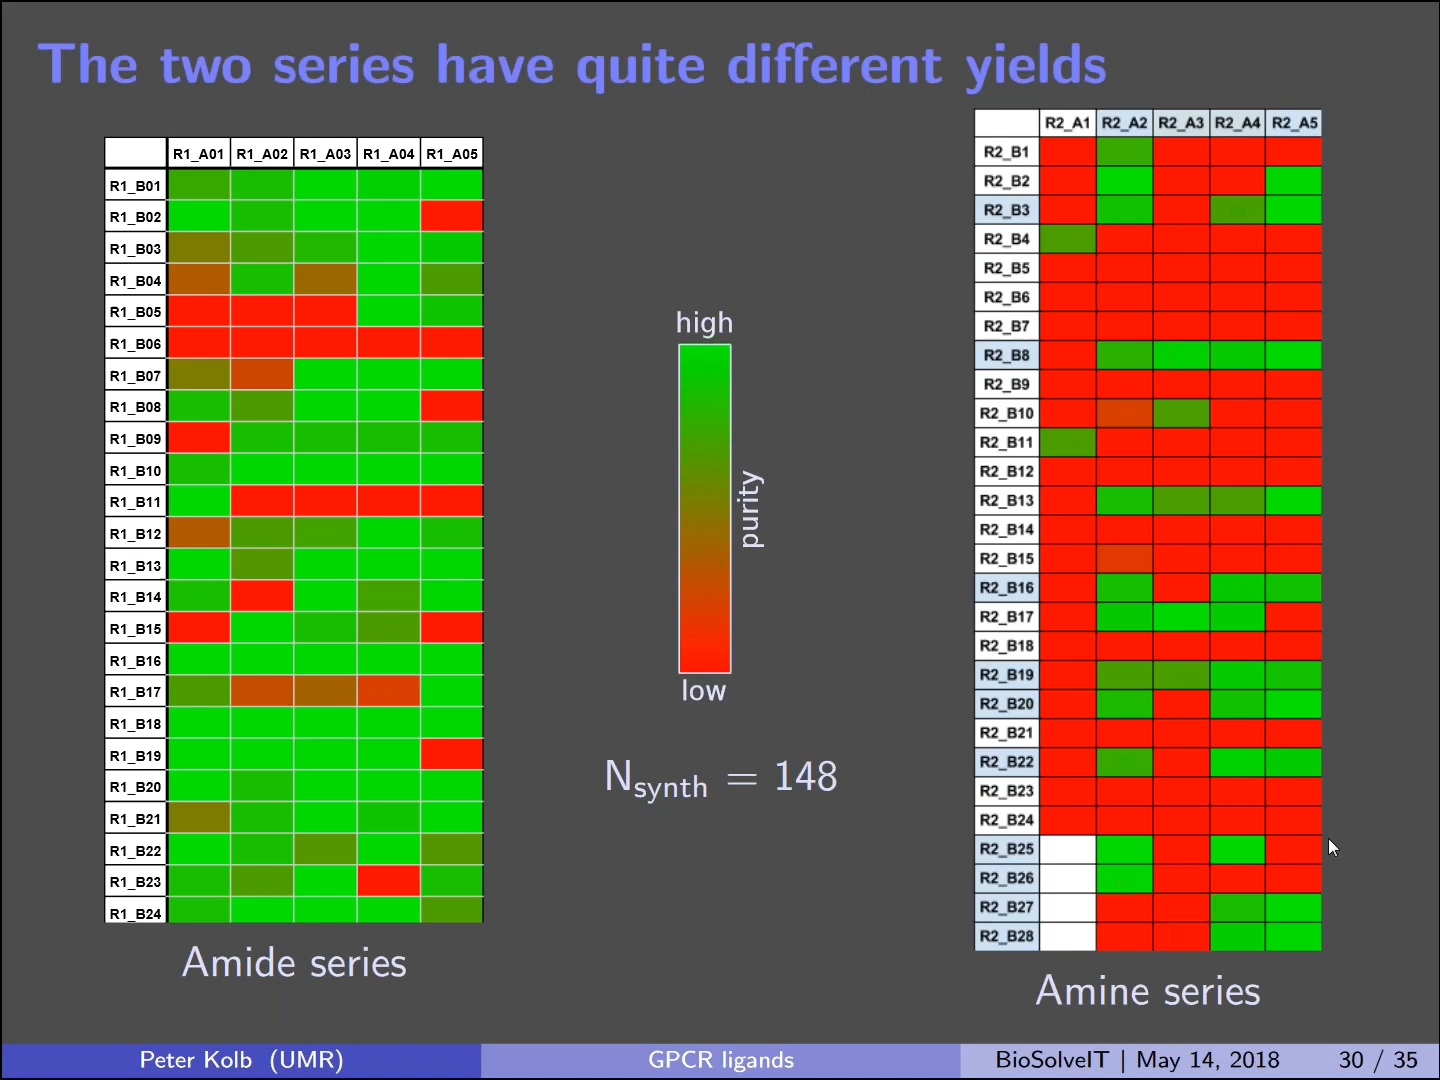 The two series have quite different yields
R1_A01 R1_A02 R1_A03 R1_A04 R1_A05
R1_B01
R1_B02
R1_B03
R1_B04
R1_B05
R1_B06
R1_B07
R1_B08
R1_B09
R1_B10
R1_B11
R1_B12
R1_B13
R1_B14
R1_B15
R1_B16
R1_B17
R1_B18
R1_B19
R1_B20
R1_B21
R1_B22
R1_B23
R1_B24
Amide series
high
purity
low
Nsynth = 148
R2_A1 R2_A2 R2_A3 R2_A4 R2_A5
R2_B1
R2_B2
R2_B3
R2_B4
R2_B5
R2_B6
R2_B7
R2_B8
R2_B9
R2_B10
R2_B11
R2_B12
R2_B13
R2_B14
R2_B15
R2_B16
R2_B17
R2_B18
R2_B19
R2_B20
R2_B21
R2_B22
R2_B23
R2_B24
R2_B25
R2_B26
R2_B27
R2_B28
Amine series
Peter Kolb (UMR) GPCR ligands BioSolveIT | May 14, 2018 30 / 35